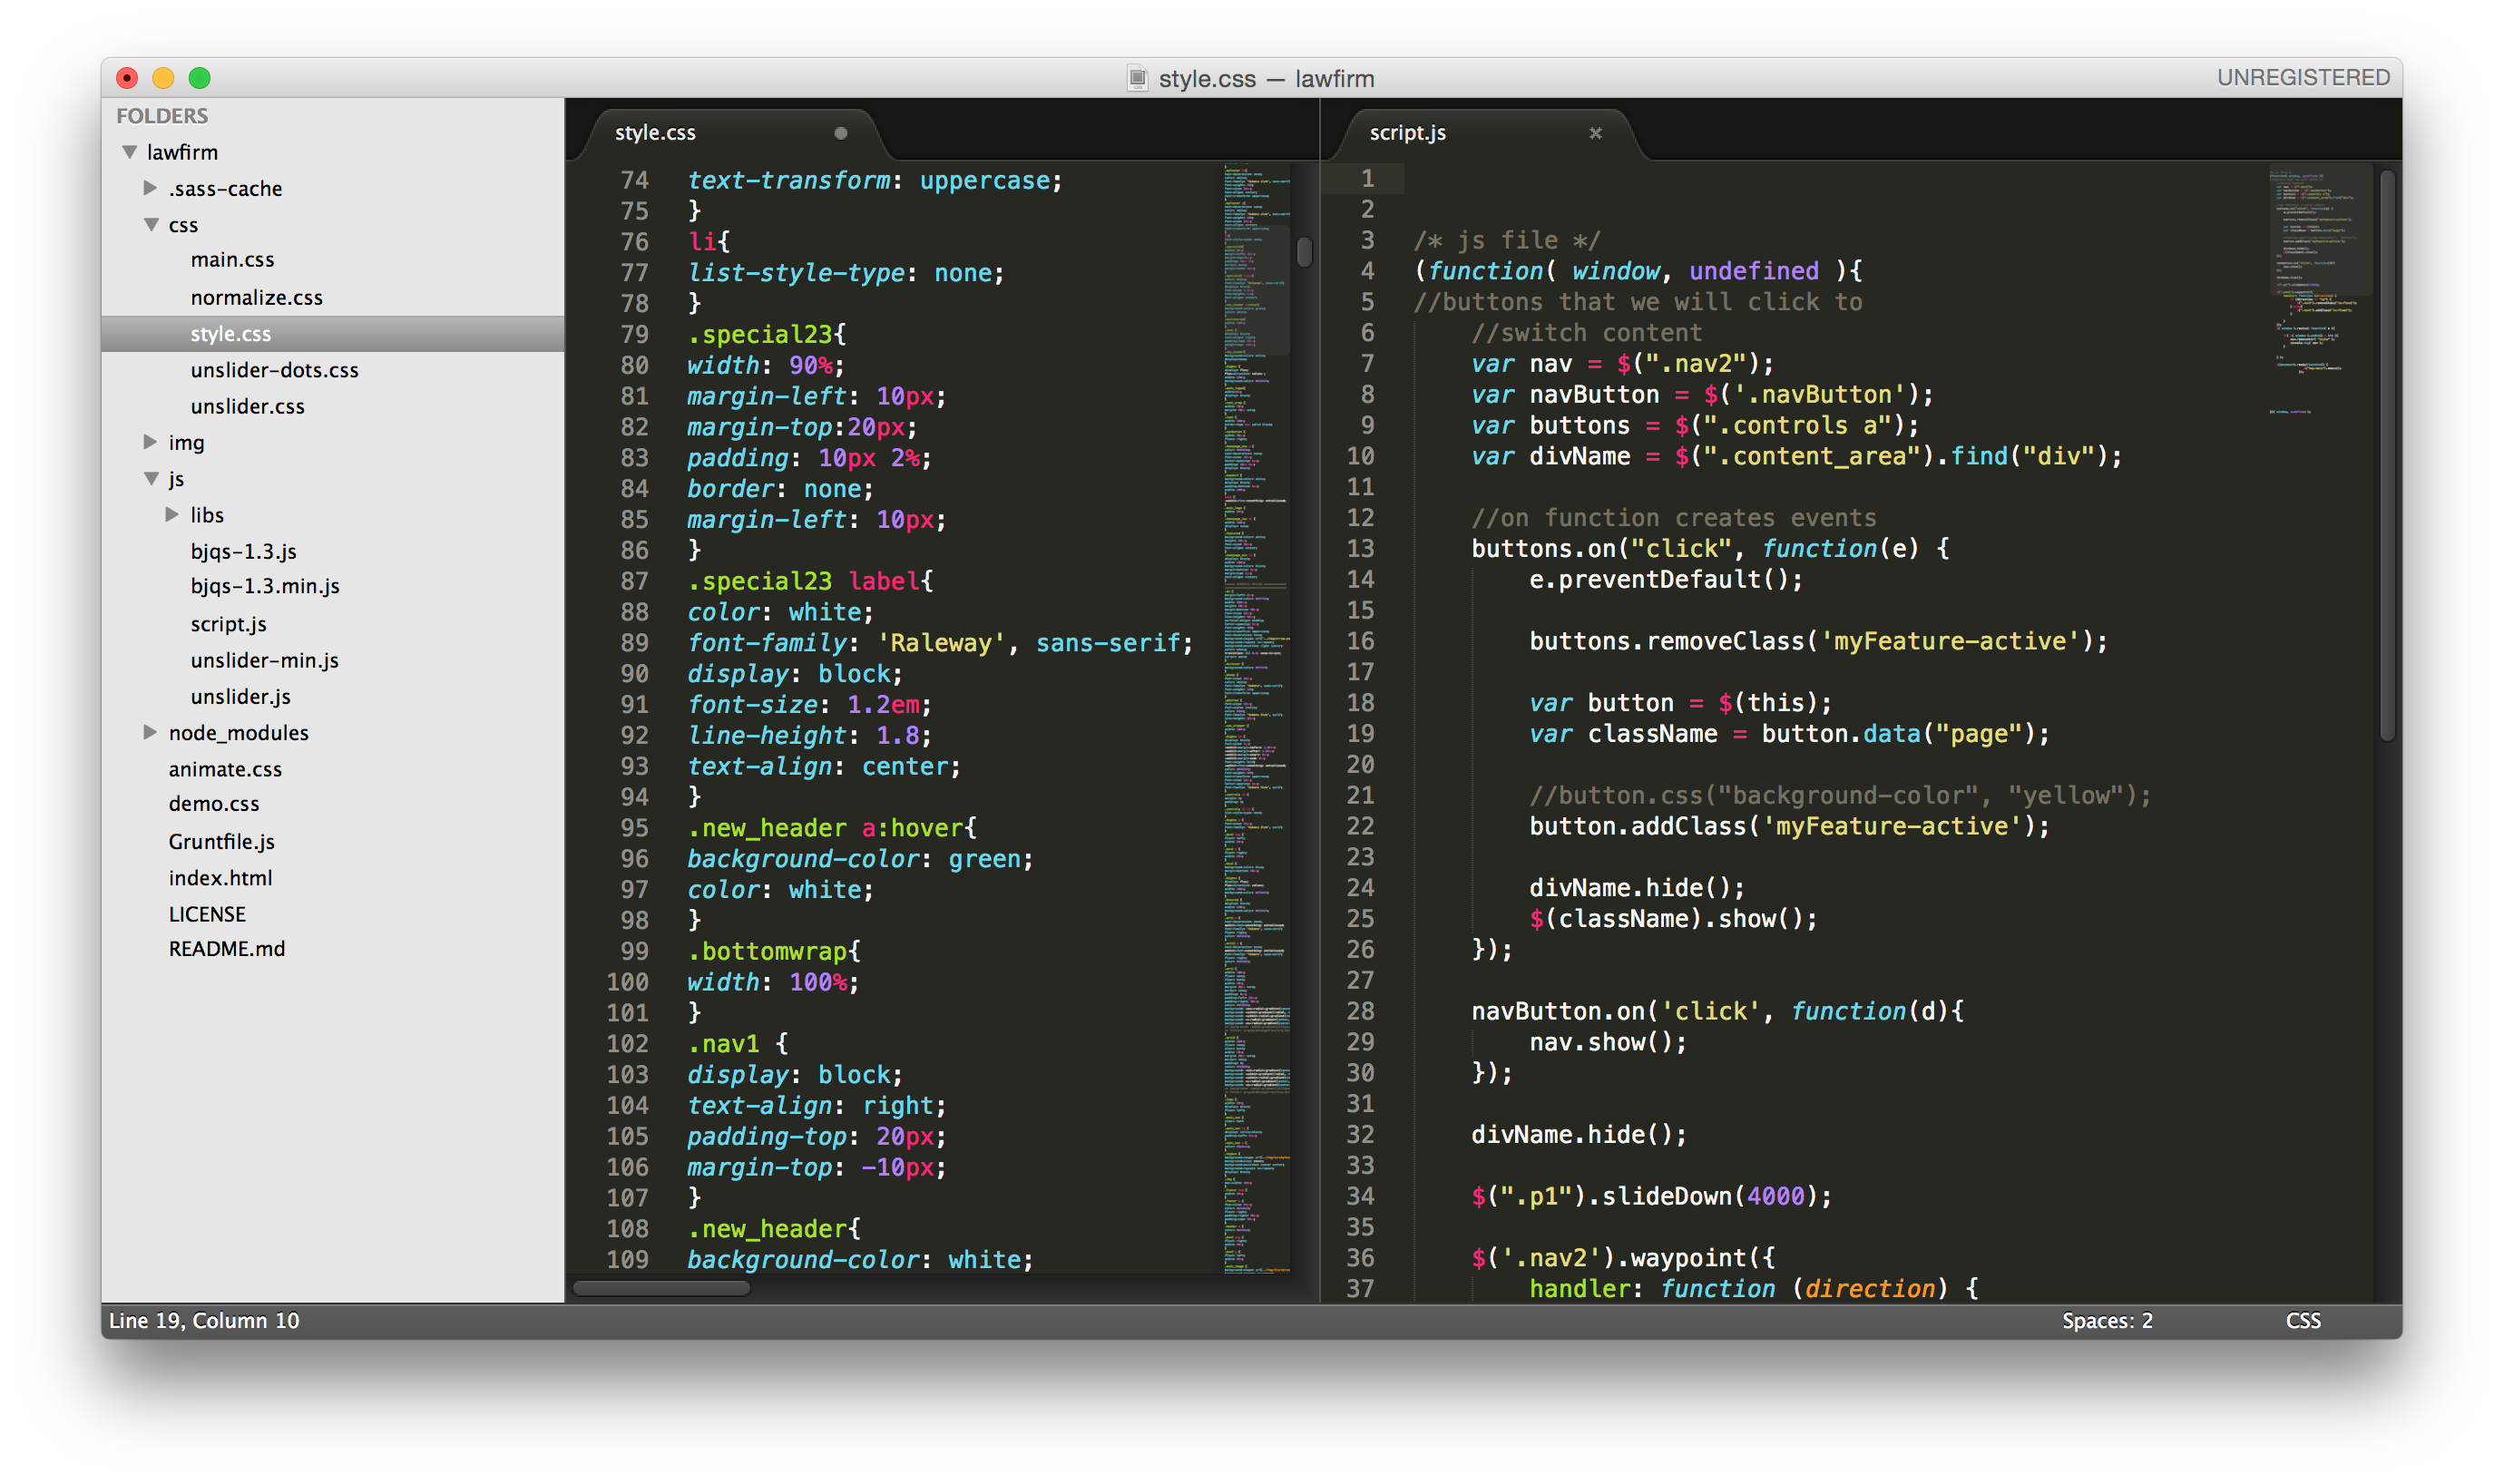 style.css — lawfirm
UNREGISTERED
FOLDERS
lawfirm
.sass-cache
css
main.css
normalize.css
style.css
unslider-dots.css
unslider.css
img
js
libs
bjqs-1.3.js
bjqs-1.3.min.js
script.js
unslider-min.js
unslider.js
node_modules
animate.css
demo.css
Gruntfile.js
index.html
LICENSE
README.md
style.css
74 text-transform: uppercase;
75 }
76 li{
77 list-style-type: none;
78 }
79 .special23{
80 width: 90%;
81 margin-left: 10px;
82 margin-top:20px;
83 padding: 10px 2%;
84 border: none;
85 margin-left: 10px;
86 }
87 .special23 label{
88 color: white;
89 font-family: 'Raleway', sans-serif;
90 display: block;
91 font-size: 1.2em;
92 line-height: 1.8;
93 text-align: center;
94 }
95 .new_header a:hover{
96 background-color: green;
97 color: white;
98 }
99 .bottomwrap{
100 width: 100%;
101 }
102 .nav1 {
103 display: block;
104 text-align: right;
105 padding-top: 20px;
106 margin-top: -10px;
107 }
108 .new_header{
109 background-color: white;
script.js
1
2
3 /* js file */
4 (function( window, undefined ){
5 //buttons that we will click to
6 //switch content
7 var nav = $(".nav2");
8 var navButton = $('.navButton');
9 var buttons = $(".controls a");
10 var divName = $(".content_area").find("div");
11
12 //on function creates events
13 buttons.on("click", function(e) {
14 e.preventDefault();
15
16 buttons.removeClass('myFeature-active');
17
18 var button = $(this);
19 var className = button.data("page");
20
21 //button.css("background-color", "yellow");
22 button.addClass('myFeature-active');
23
24 divName.hide();
25 $(className).show();
26 });
27
28 navButton.on('click', function(d){
29 nav.show();
30 });
31
32 divName.hide();
33
34 $(".p1").slideDown(4000);
35
36 $('.nav2').waypoint({
37 handler: function (direction) {
Line 19, Column 10
Spaces: 2
CSS